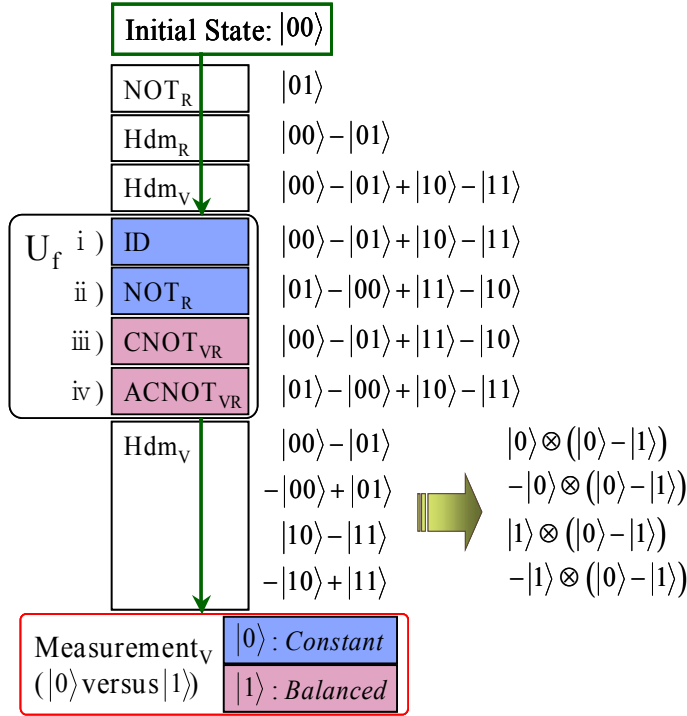 Initial State: |00⟩
NOT_R |01⟩
Hdm_R |00⟩−|01⟩
Hdm_V |00⟩−|01⟩+|10⟩−|11⟩
U_f i) ID |00⟩−|01⟩+|10⟩−|11⟩
ii) NOT_R |01⟩−|00⟩+|11⟩−|10⟩
iii) CNOT_VR |00⟩−|01⟩+|11⟩−|10⟩
iv) ACNOT_VR |01⟩−|00⟩+|10⟩−|11⟩
Hdm_V |00⟩−|01⟩ |0⟩⊗(|0⟩−|1⟩)
−|00⟩+|01⟩ −|0⟩⊗(|0⟩−|1⟩)
|10⟩−|11⟩ |1⟩⊗(|0⟩−|1⟩)
−|10⟩+|11⟩ −|1⟩⊗(|0⟩−|1⟩)
Measurement_V |0⟩: Constant
(|0⟩ versus |1⟩) |1⟩: Balanced